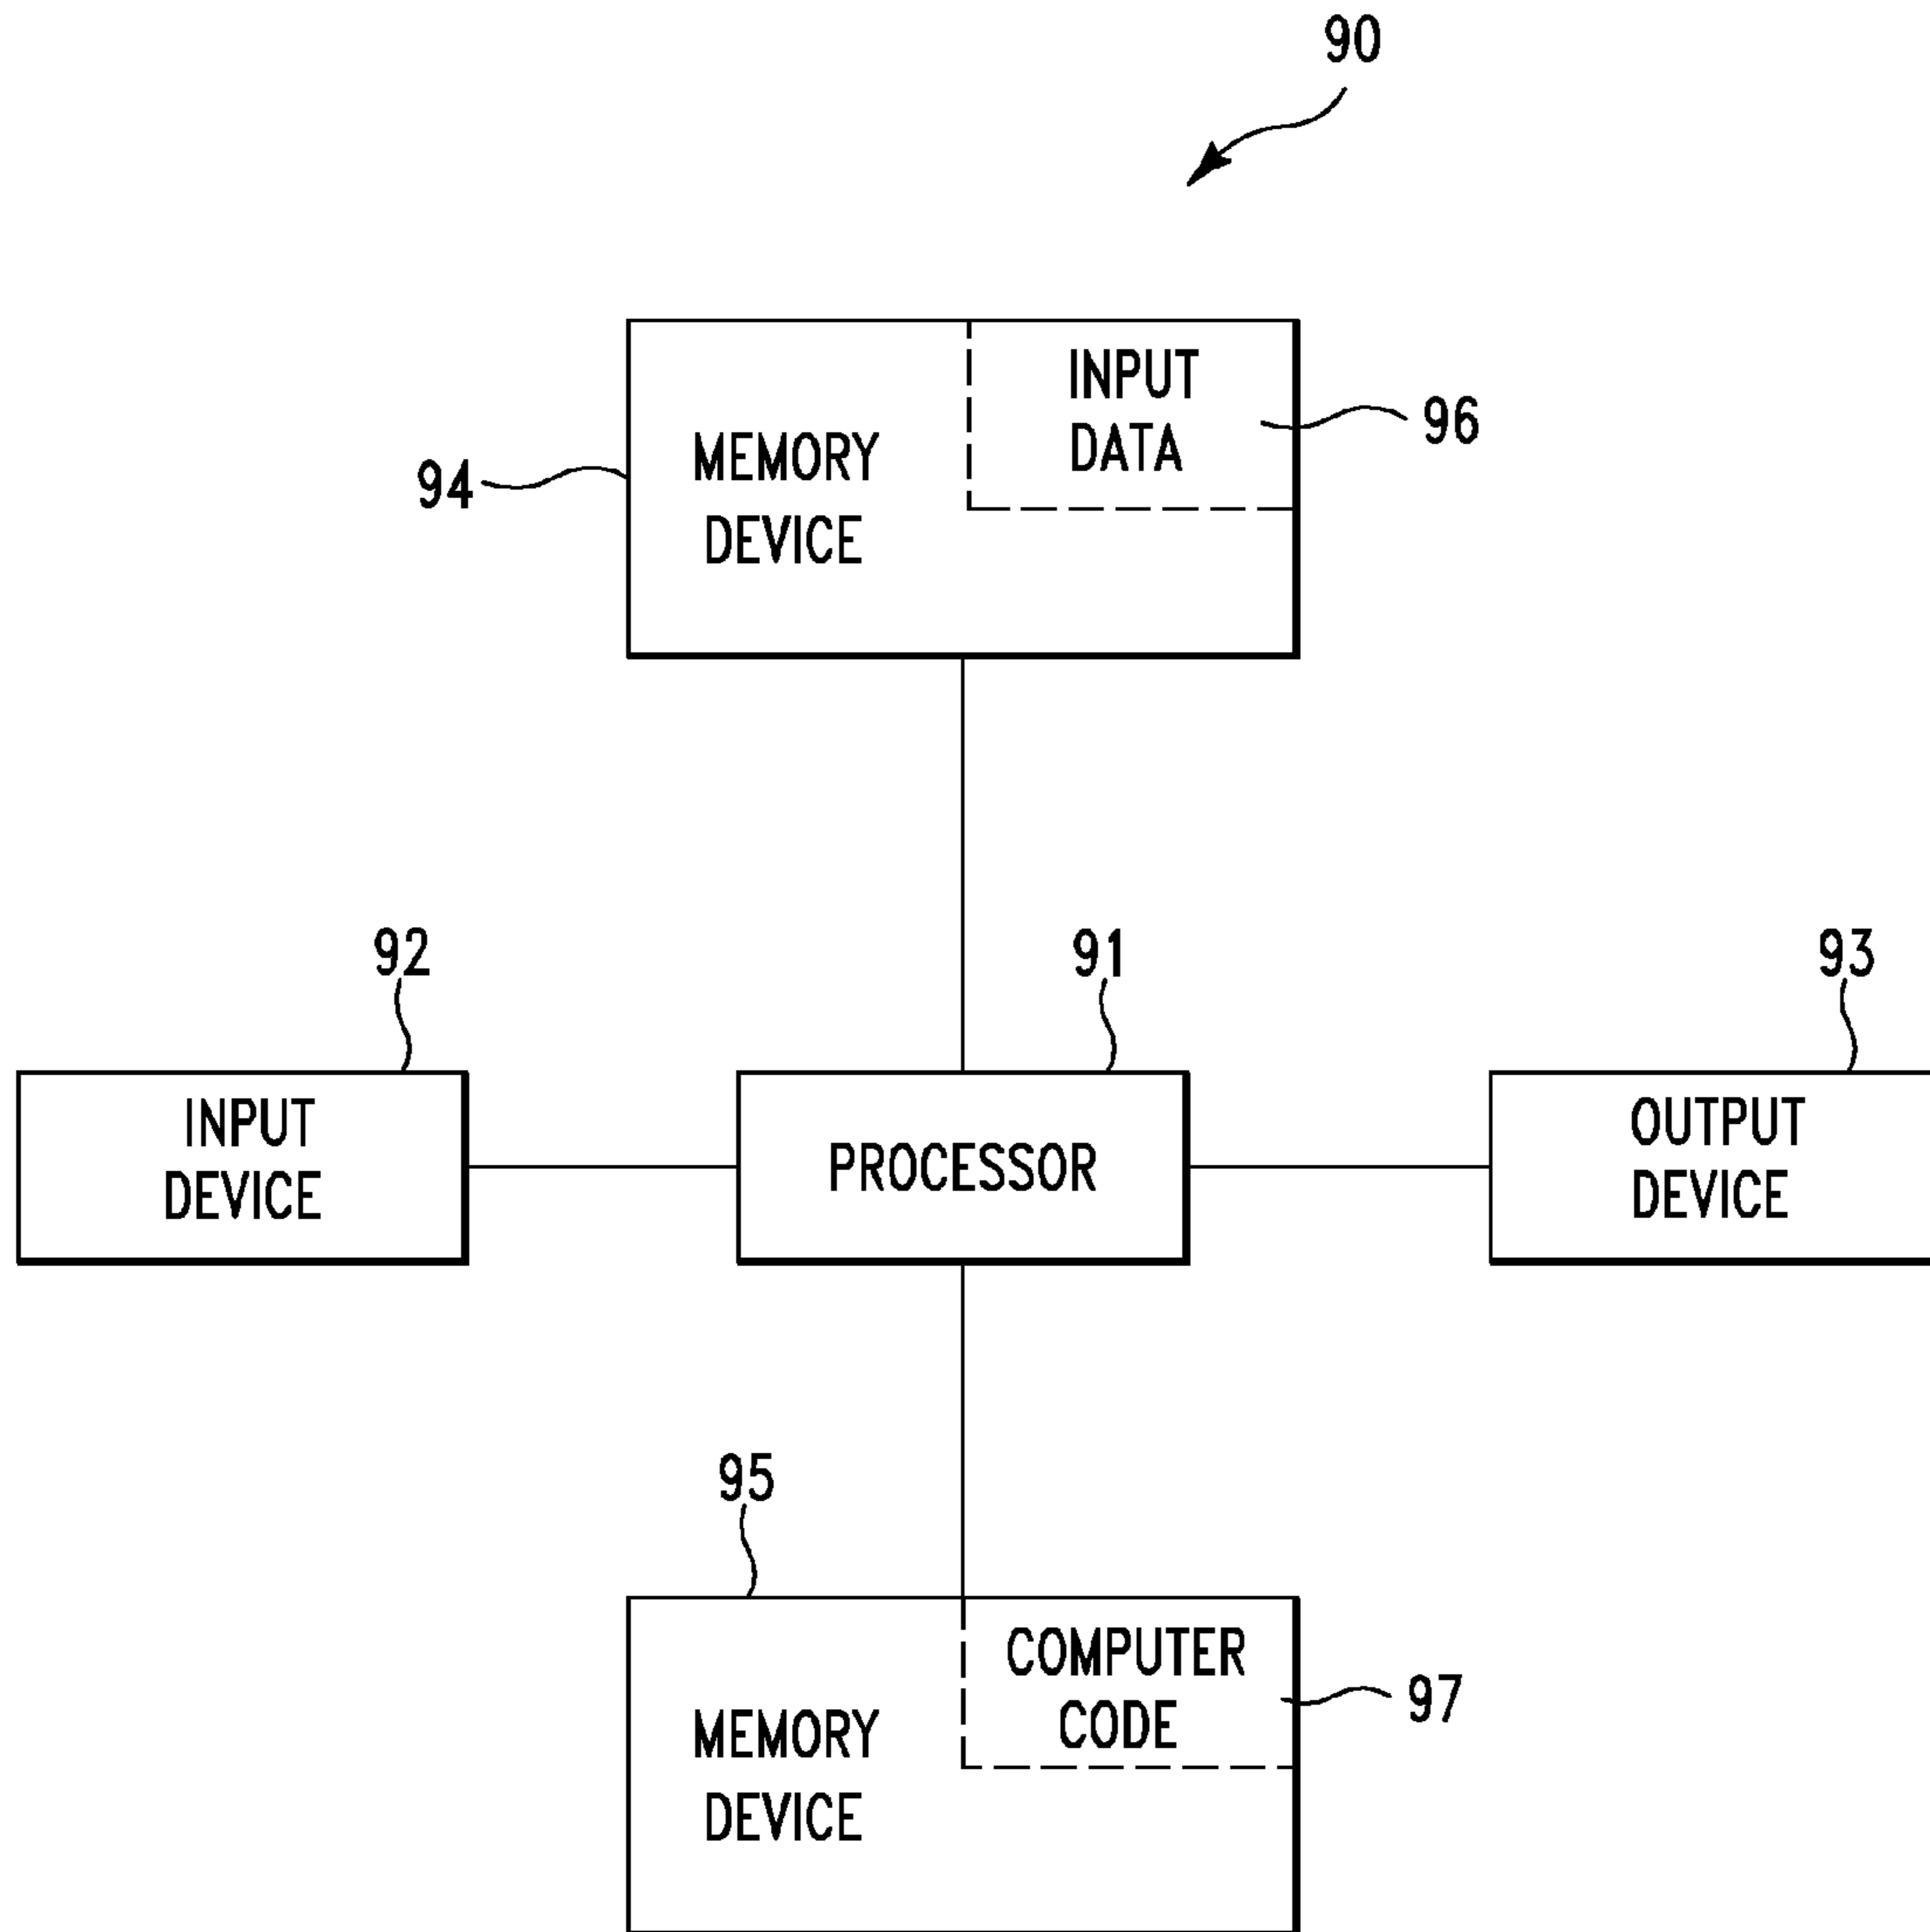 90
INPUT
DATA
96
MEMORY
DEVICE
94
92
91
93
INPUT
DEVICE
PROCESSOR
OUTPUT
DEVICE
95
COMPUTER
CODE
97
MEMORY
DEVICE